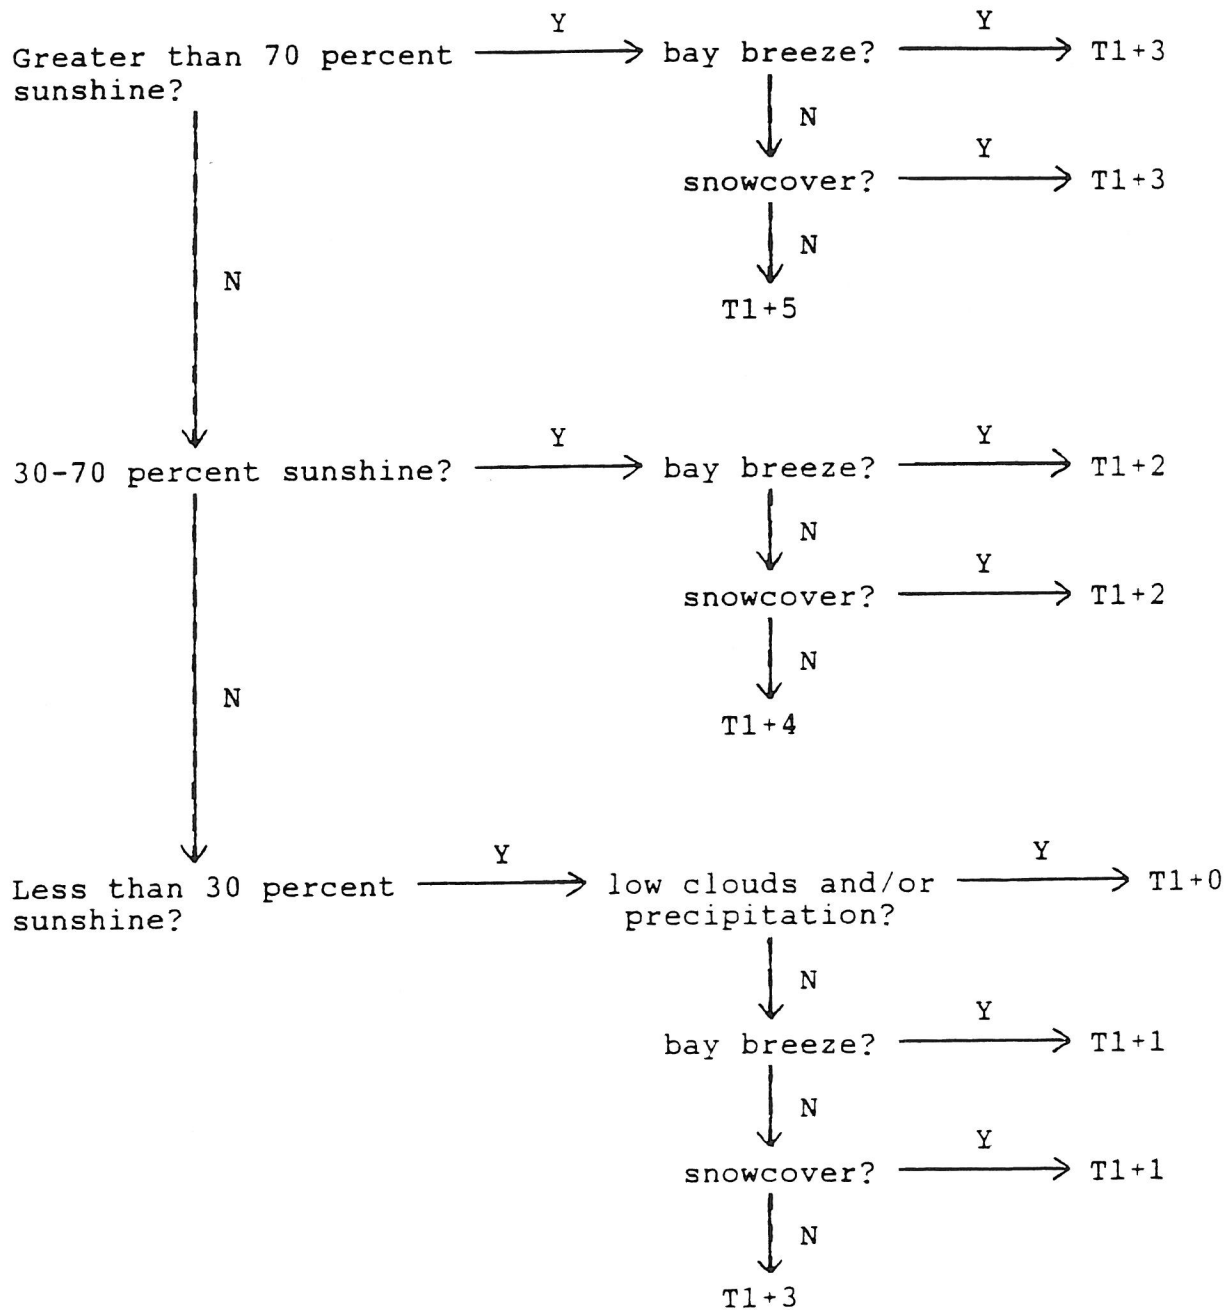 Greater than 70 percent
sunshine?
Y
bay breeze?
Y
T1+3
N
snowcover?
Y
T1+3
N
T1+5
N
30-70 percent sunshine?
Y
bay breeze?
Y
T1+2
N
snowcover?
Y
T1+2
N
T1+4
N
Less than 30 percent
sunshine?
Y
low clouds and/or
precipitation?
Y
T1+0
N
bay breeze?
Y
T1+1
N
snowcover?
Y
T1+1
N
T1+3